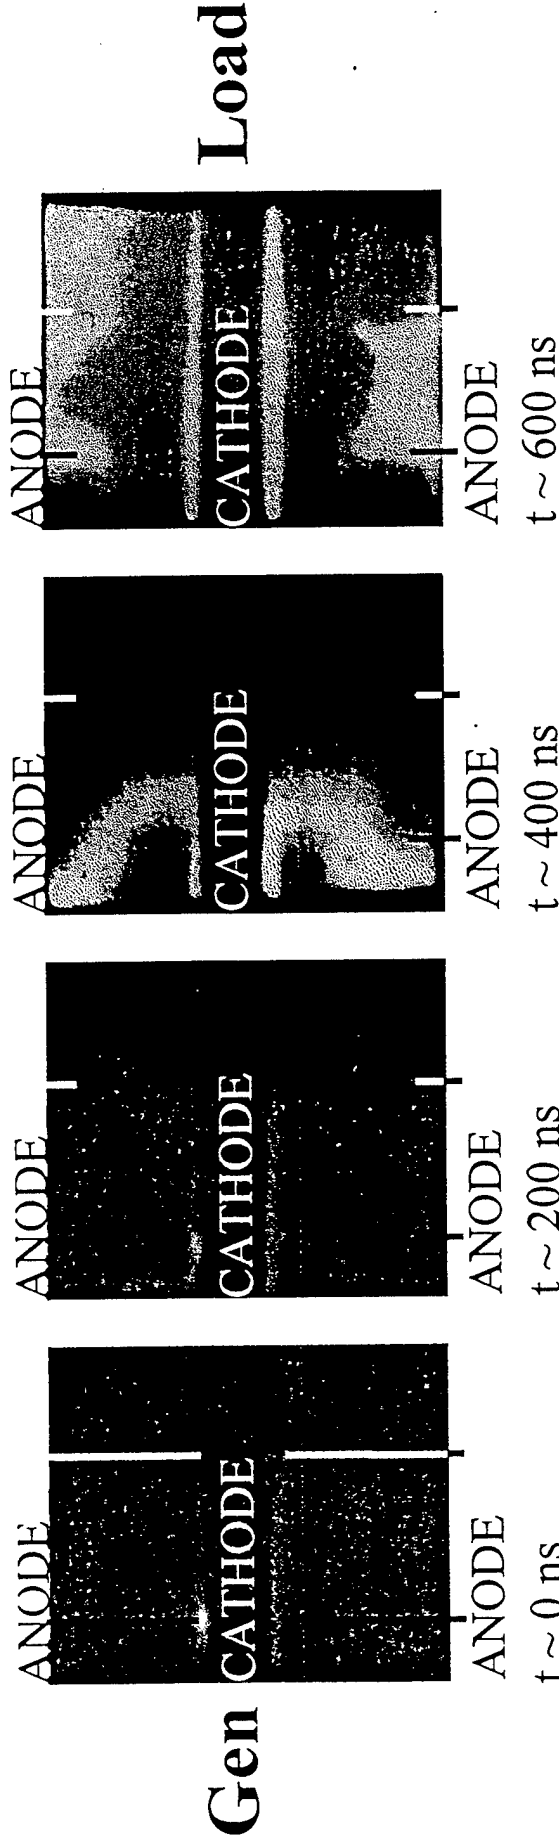 ANODE ANODE ANODE ANODE
Gen CATHODE CATHODE CATHODE CATHODE Load
ANODE ANODE ANODE ANODE
t ~ 0 ns t ~ 200 ns t ~ 400 ns t ~ 600 ns